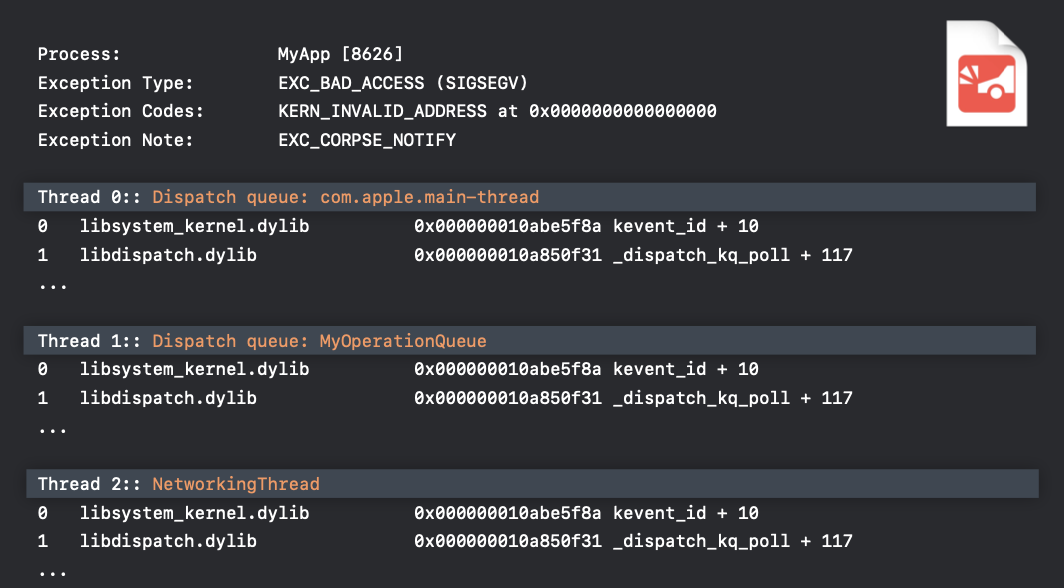 Process: MyApp [8626]
Exception Type: EXC_BAD_ACCESS (SIGSEGV)
Exception Codes: KERN_INVALID_ADDRESS at 0x0000000000000000
Exception Note: EXC_CORPSE_NOTIFY
Thread 0:: Dispatch queue: com.apple.main-thread
0 libsystem_kernel.dylib 0x000000010abe5f8a kevent_id + 10
1 libdispatch.dylib 0x000000010a850f31 _dispatch_kq_poll + 117
...
Thread 1:: Dispatch queue: MyOperationQueue
0 libsystem_kernel.dylib 0x000000010abe5f8a kevent_id + 10
1 libdispatch.dylib 0x000000010a850f31 _dispatch_kq_poll + 117
...
Thread 2:: NetworkingThread
0 libsystem_kernel.dylib 0x000000010abe5f8a kevent_id + 10
1 libdispatch.dylib 0x000000010a850f31 _dispatch_kq_poll + 117
...